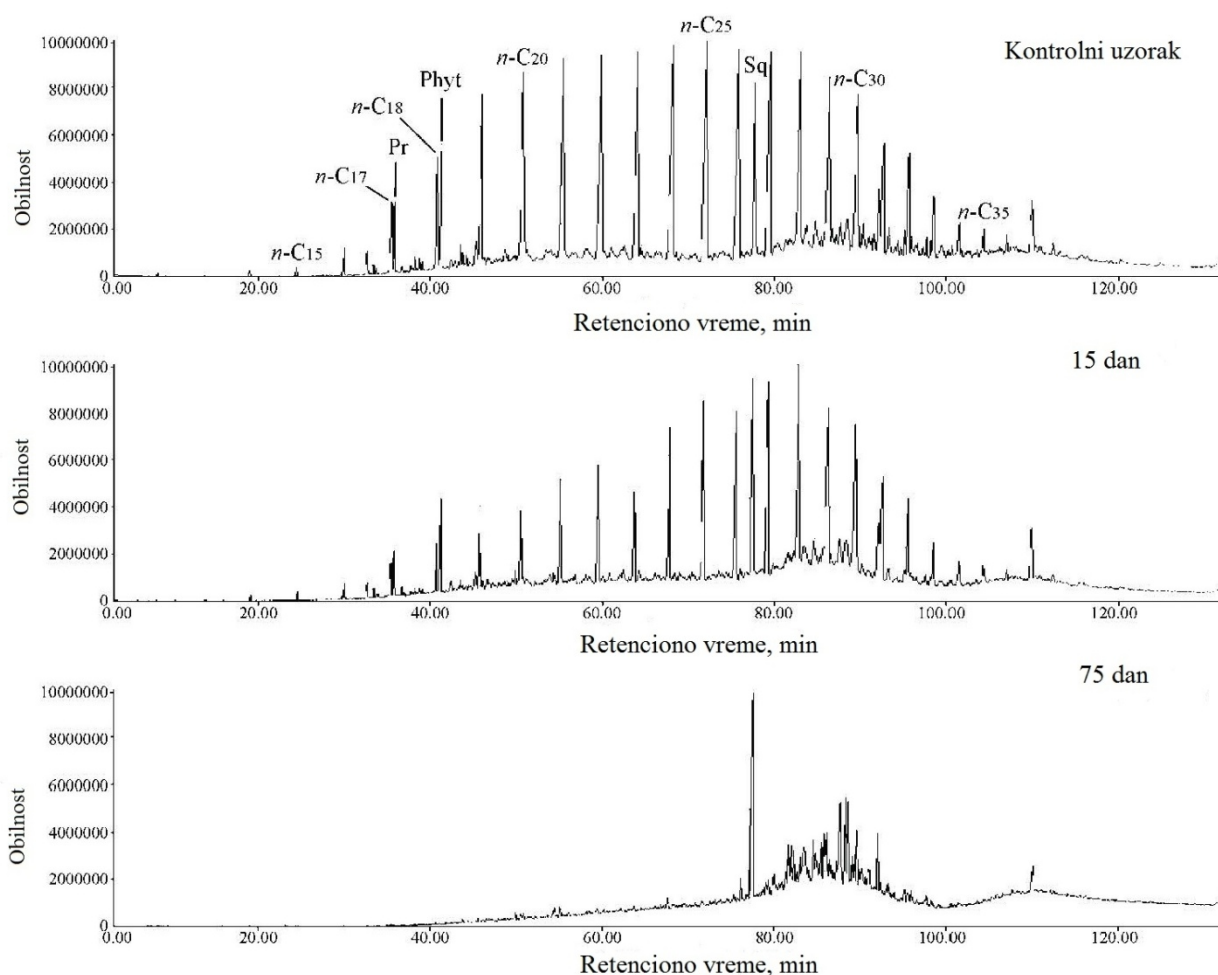 Kontrolni uzorak
n-C25
n-C20
Sq
Phyt
n-C30
n-C18
Pr
n-C17
n-C35
n-C15
Obilnost
10000000
8000000
6000000
4000000
2000000
0
0.00 20.00 40.00 60.00 80.00 100.00 120.00
Retenciono vreme, min
15 dan
Obilnost
10000000
8000000
6000000
4000000
2000000
0
0.00 20.00 40.00 60.00 80.00 100.00 120.00
Retenciono vreme, min
75 dan
Obilnost
10000000
8000000
6000000
4000000
2000000
0
0.00 20.00 40.00 60.00 80.00 100.00 120.00
Retenciono vreme, min